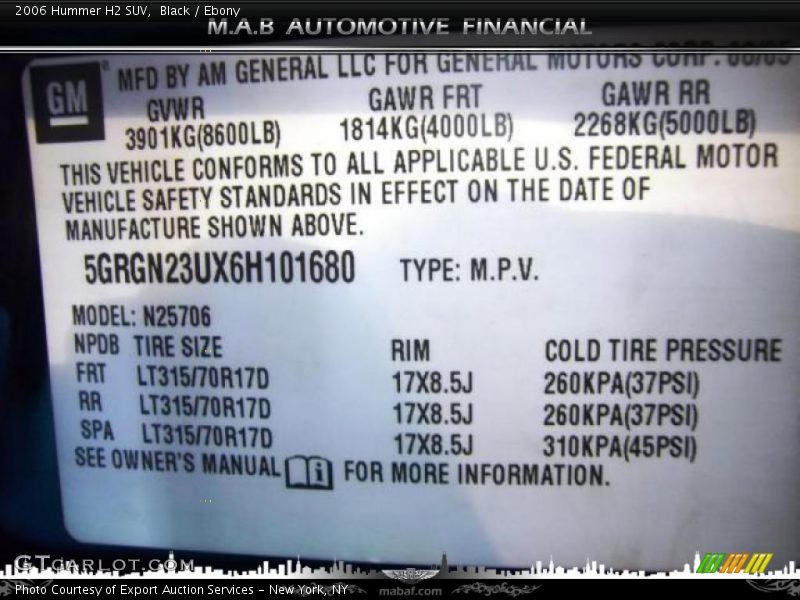 2006 Hummer H2 SUV,  Black / Ebony
M.A.B AUTOMOTIVE FINANCIAL
GM
MFD BY AM GENERAL LLC FOR GENERAL MOTORS CORP.
GVWR GAWR FRT GAWR RR
3901KG(8600LB) 1814KG(4000LB) 2268KG(5000LB)
THIS VEHICLE CONFORMS TO ALL APPLICABLE U.S. FEDERAL MOTOR
VEHICLE SAFETY STANDARDS IN EFFECT ON THE DATE OF
MANUFACTURE SHOWN ABOVE.
5GRGN23UX6H101680 TYPE: M.P.V.
MODEL: N25706
NPDB TIRE SIZE RIM COLD TIRE PRESSURE
FRT LT315/70R17D 17X8.5J 260KPA(37PSI)
RR LT315/70R17D 17X8.5J 260KPA(37PSI)
SPA LT315/70R17D 17X8.5J 310KPA(45PSI)
SEE OWNER'S MANUAL FOR MORE INFORMATION.
GTcarlot.com
Photo Courtesy of Export Auction Services - New York, NY
mabaf.com